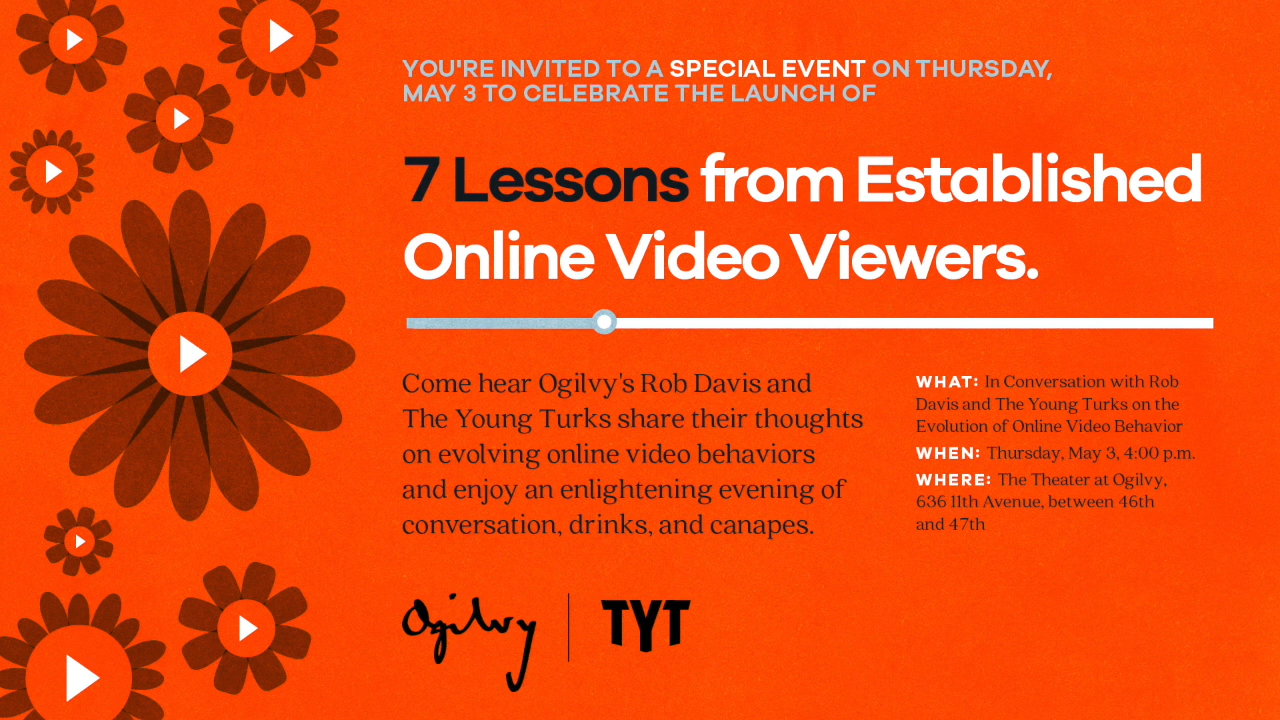 YOU'RE INVITED TO A SPECIAL EVENT ON THURSDAY,
MAY 3 TO CELEBRATE THE LAUNCH OF
7 Lessons from Established
Online Video Viewers.
Come hear Ogilvy's Rob Davis and
The Young Turks share their thoughts
on evolving online video behaviors
and enjoy an enlightening evening of
conversation, drinks, and canapes.
WHAT: In Conversation with Rob
Davis and The Young Turks on the
Evolution of Online Video Behavior
WHEN: Thursday, May 3, 4:00 p.m.
WHERE: The Theater at Ogilvy,
636 11th Avenue, between 46th
and 47th
Ogilvy
TYT